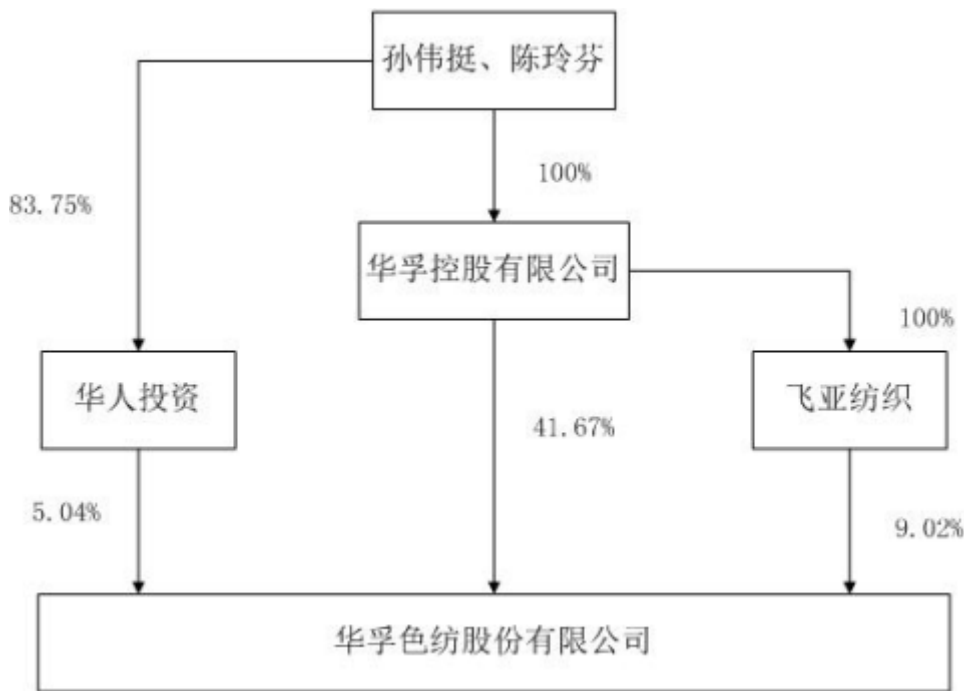 孙伟挺、陈玲芬
100%
83.75%
华孚控股有限公司
100%
华人投资
飞亚纺织
41.67%
5.04%
9.02%
华孚色纺股份有限公司